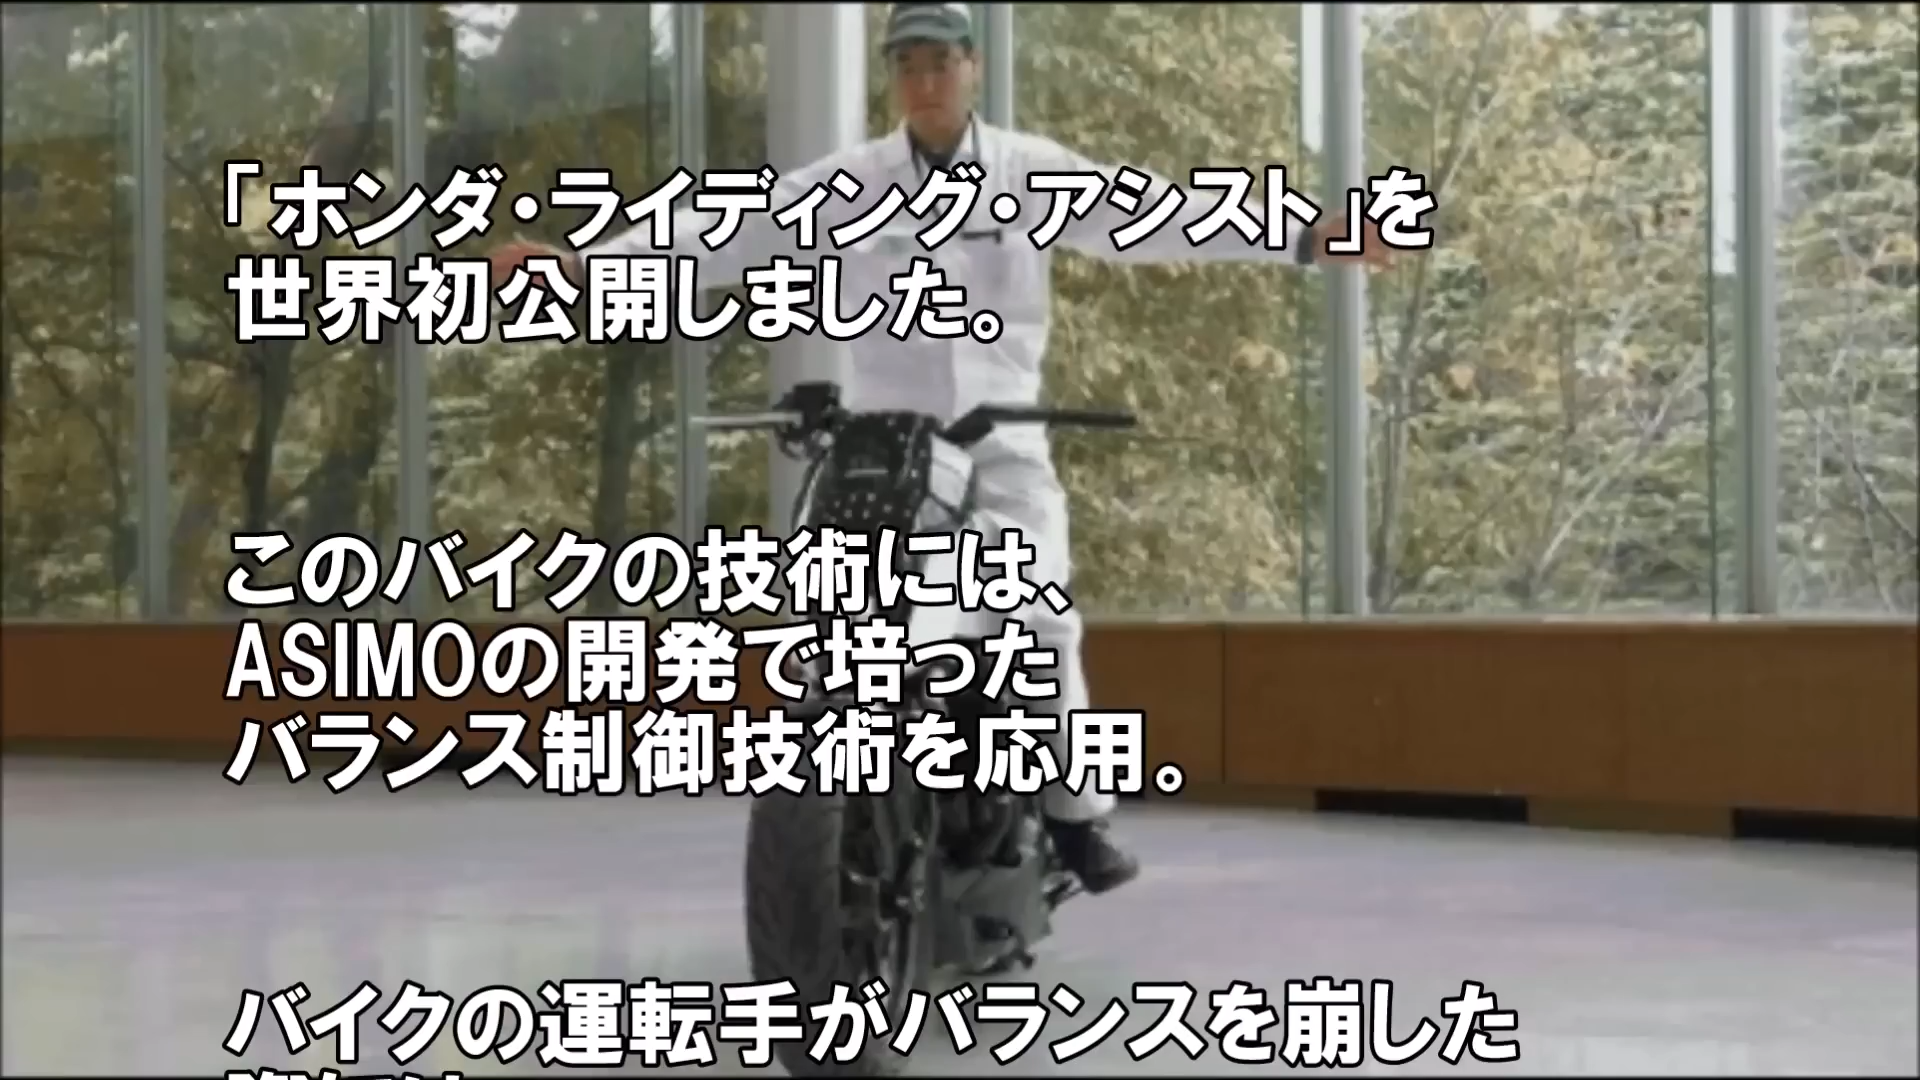 「ホンダ・ライディング・アシスト」を
世界初公開しました。
このバイクの技術には、
ASIMOの開発で培った
バランス制御技術を応用。
バイクの運転手がバランスを崩した